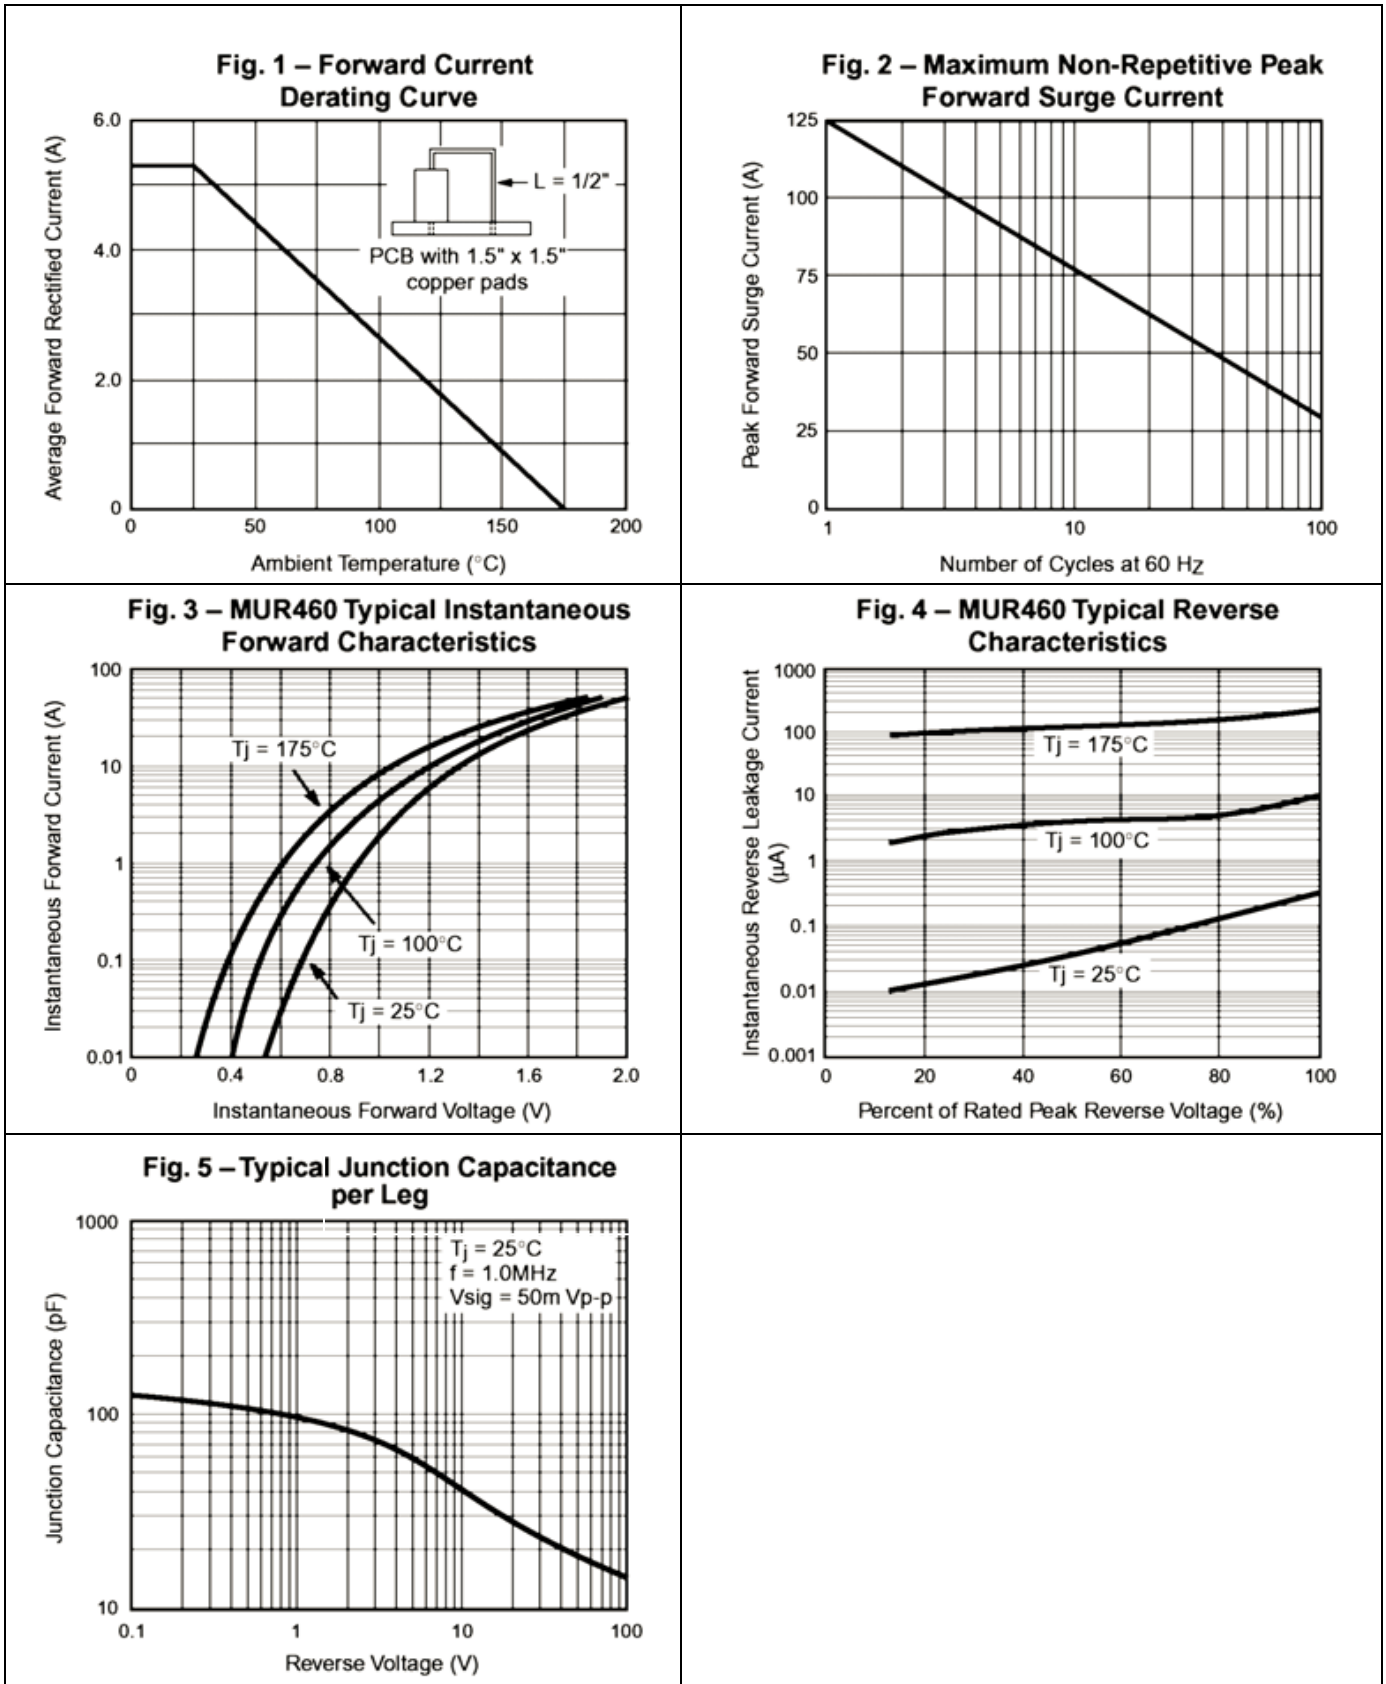 Fig. 1 – Forward Current
Derating Curve
6.0
4.0
2.0
0
Average Forward Rectified Current (A)
L = 1/2"
PCB with 1.5" x 1.5"
copper pads
0
50
100
150
200
Ambient Temperature (°C)
Fig. 2 – Maximum Non-Repetitive Peak
Forward Surge Current
125
100
75
50
25
0
Peak Forward Surge Current (A)
1
10
100
Number of Cycles at 60 Hz
Fig. 3 – MUR460 Typical Instantaneous
Forward Characteristics
100
10
1
0.1
0.01
Instantaneous Forward Current (A)
Tj = 175°C
Tj = 100°C
Tj = 25°C
0
0.4
0.8
1.2
1.6
2.0
Instantaneous Forward Voltage (V)
Fig. 4 – MUR460 Typical Reverse
Characteristics
1000
100
10
1
0.1
0.01
0.001
Instantaneous Reverse Leakage Current
(µA)
Tj = 175°C
Tj = 100°C
Tj = 25°C
0
20
40
60
80
100
Percent of Rated Peak Reverse Voltage (%)
Fig. 5 – Typical Junction Capacitance
per Leg
1000
100
10
Junction Capacitance (pF)
Tj = 25°C
f = 1.0MHz
Vsig = 50m Vp-p
0.1
1
10
100
Reverse Voltage (V)